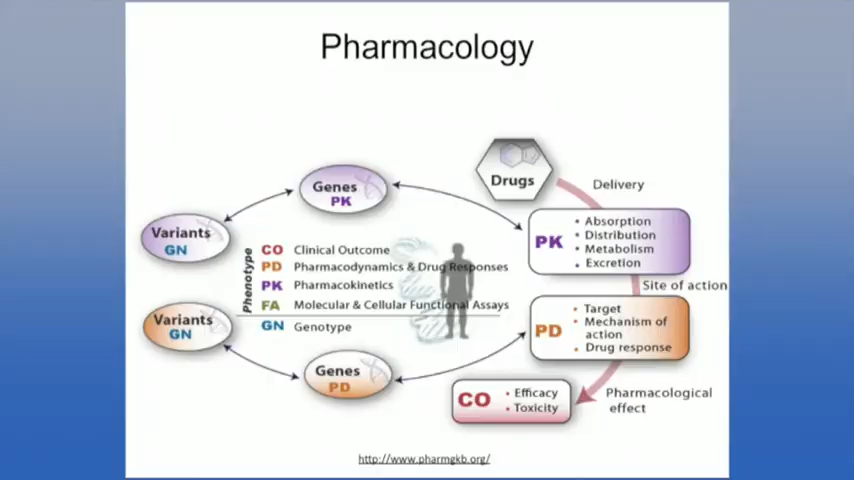 Pharmacology
Drugs
Delivery
Genes
PK
Variants
GN
PK
• Absorption
• Distribution
• Metabolism
• Excretion
Site of action
Phenotype
CO Clinical Outcome
PD Pharmacodynamics & Drug Responses
PK Pharmacokinetics
FA Molecular & Cellular Functional Assays
GN Genotype
Variants
GN
Genes
PD
PD
• Target
• Mechanism of
action
• Drug response
CO
• Efficacy
• Toxicity
Pharmacological
effect
http://www.pharmgkb.org/